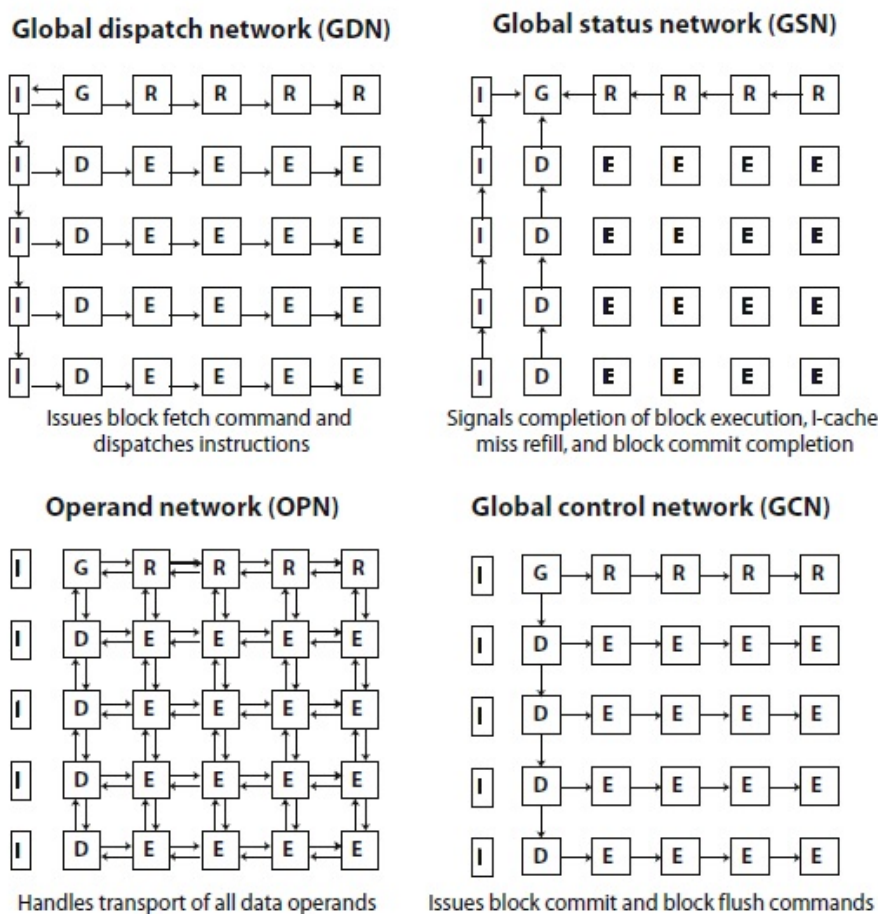 Global dispatch network (GDN)
I G R R R R
I D E E E E
I D E E E E
I D E E E E
I D E E E E
Issues block fetch command and
dispatches instructions
Global status network (GSN)
I G R R R R
I D E E E E
I D E E E E
I D E E E E
I D E E E E
Signals completion of block execution, I-cache
miss refill, and block commit completion
Operand network (OPN)
I G R R R R
I D E E E E
I D E E E E
I D E E E E
I D E E E E
Handles transport of all data operands
Global control network (GCN)
I G R R R R
I D E E E E
I D E E E E
I D E E E E
I D E E E E
Issues block commit and block flush commands